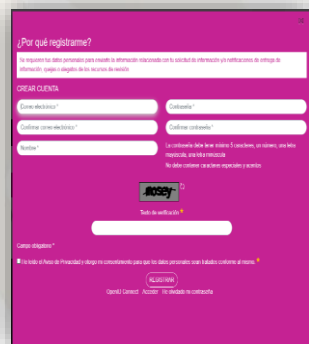 ¿Por qué registrarme?
Se requieren tus datos personales para enviarte la información relacionada con tu solicitud de información y/o notificaciones de entrega de
información, quejas o alegatos de los recursos de revisión
CREAR CUENTA
Correo electrónico *
Contraseña *
Confirmar correo electrónico *
Confirmar contraseña *
Nombre *
La contraseña debe tener mínimo 5 caracteres, un número, una letra
mayúscula, una letra minúscula
No debe contener caracteres especiales y acentos
Texto de verificación *
Campo obligatorio *
He leído el Aviso de Privacidad y otorgo mi consentimiento para que los datos personales sean tratados conforme al mismo. *
REGISTRAR
OpenID Connect Acceder He olvidado mi contraseña